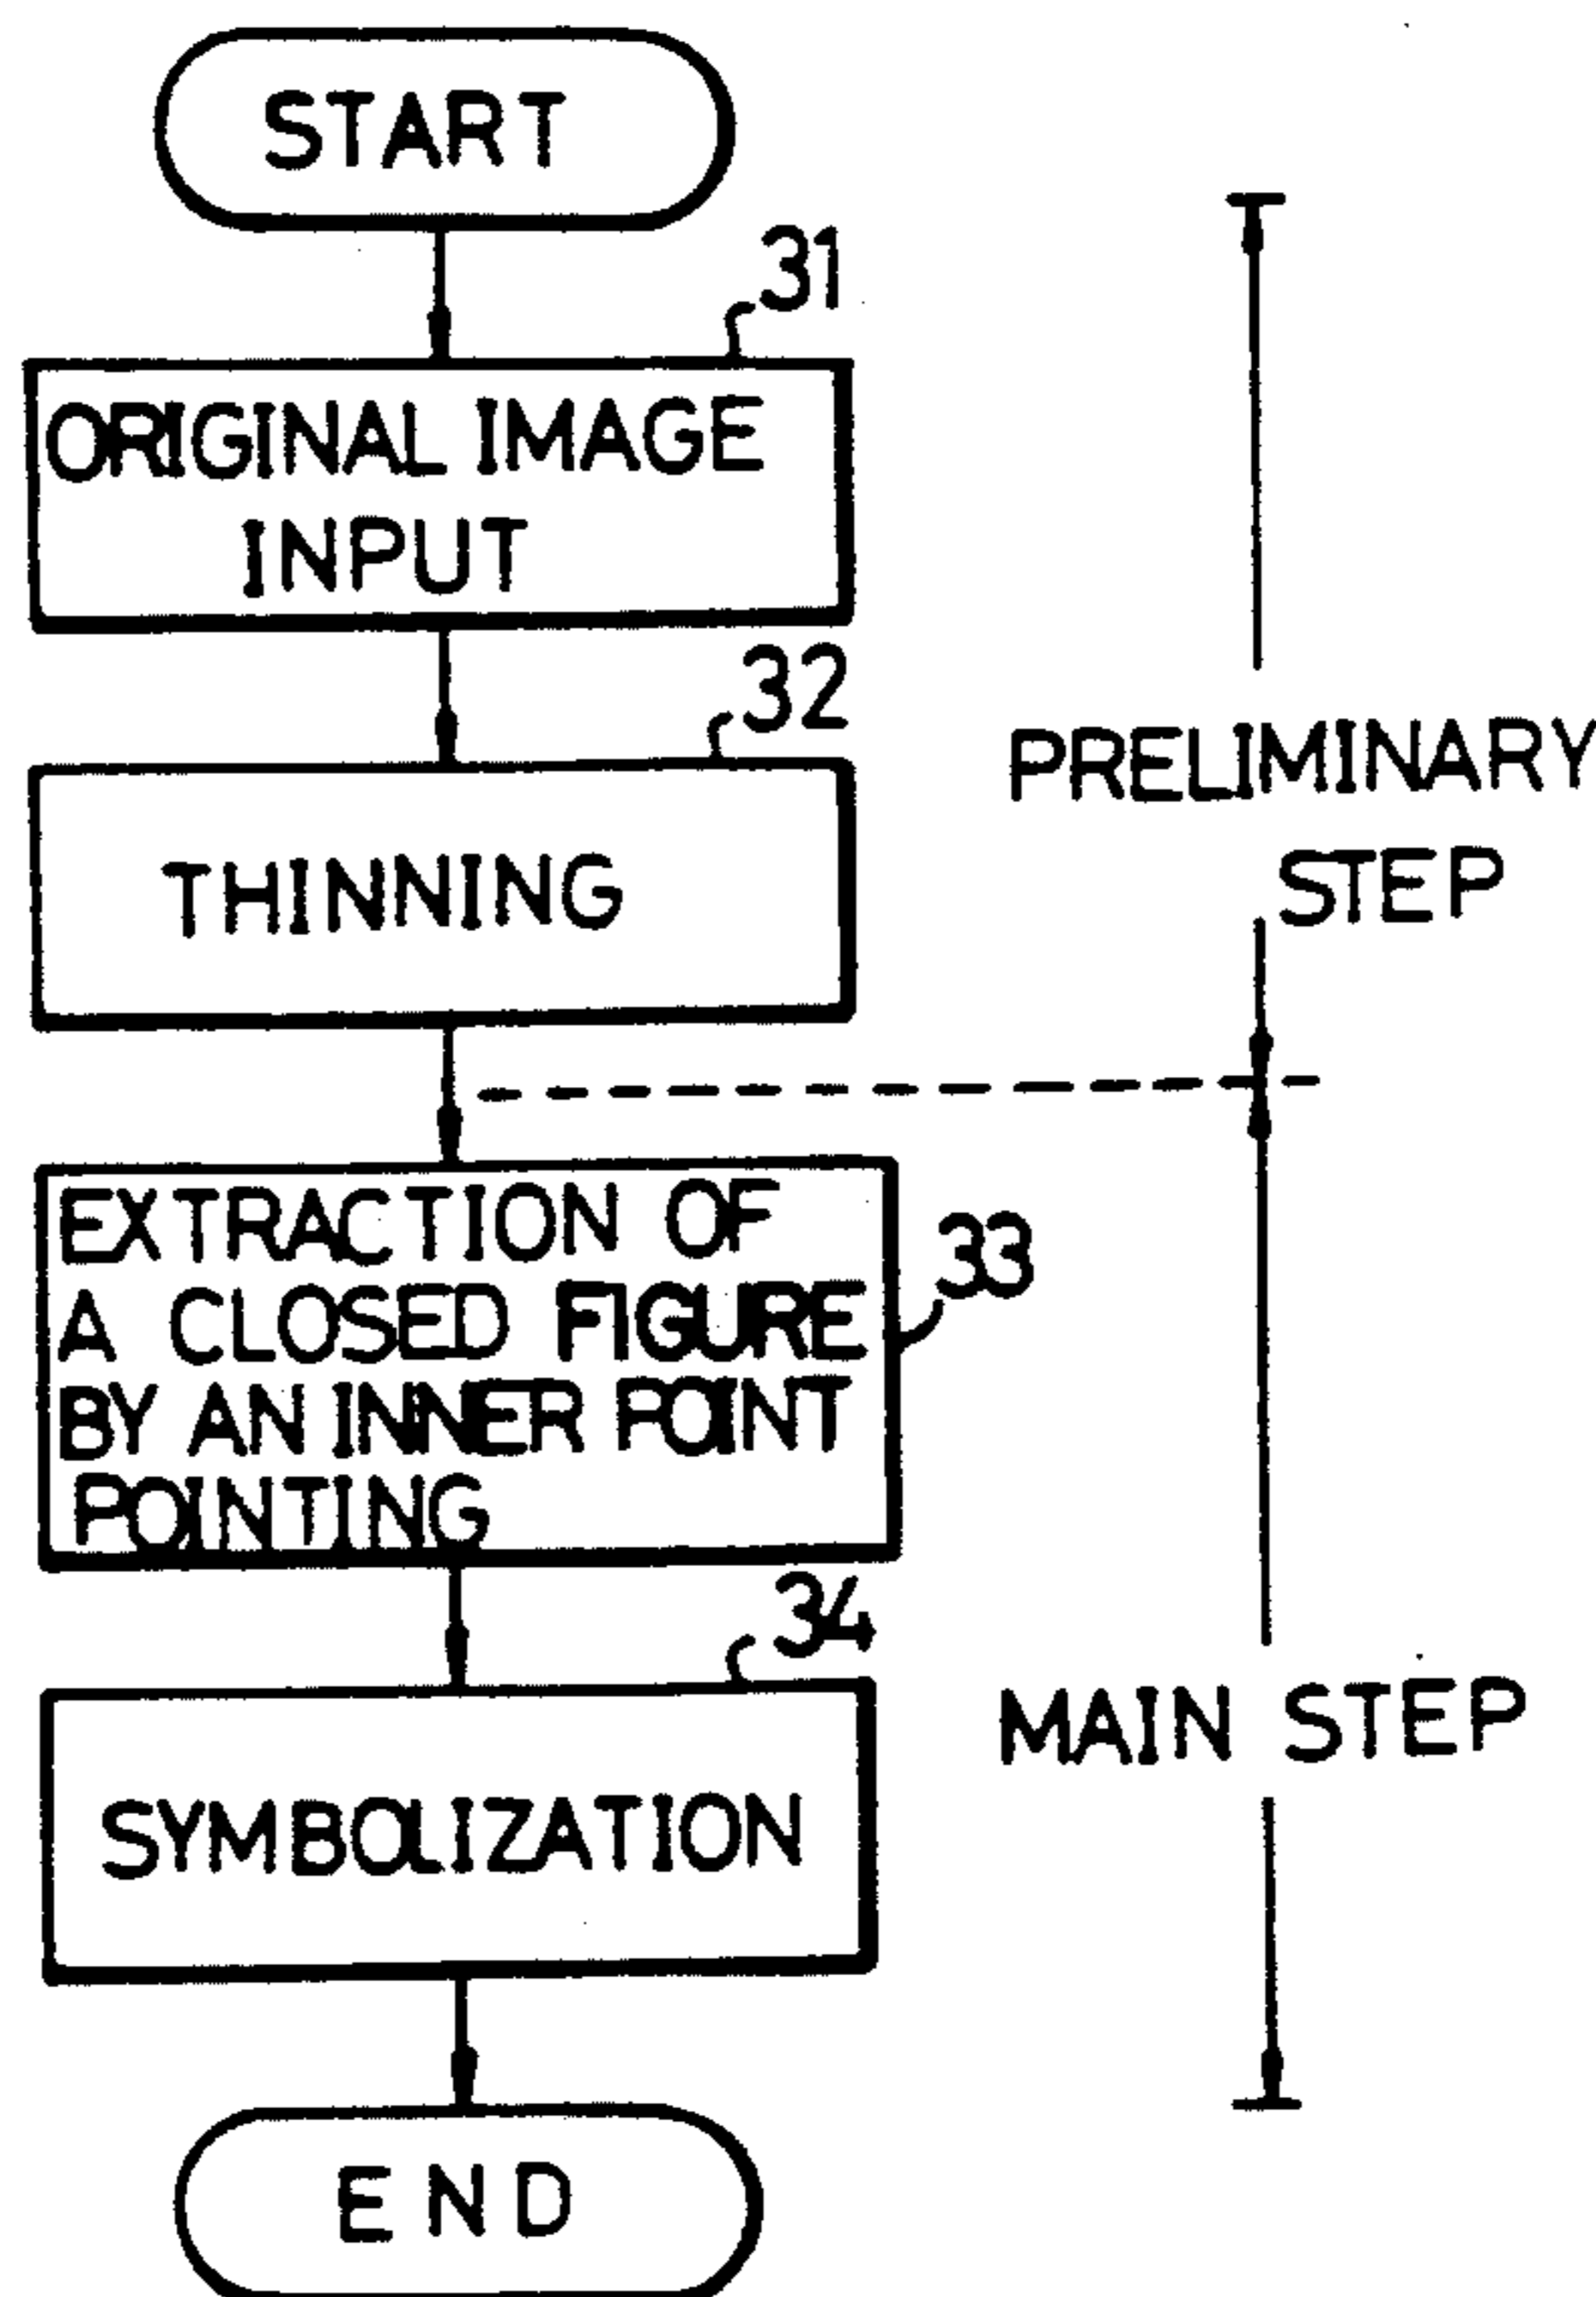 START
31
ORIGINAL IMAGE
INPUT
32
THINNING
PRELIMINARY
STEP
EXTRACTION OF
A CLOSED FIGURE
BY AN INNER POINT
POINTING
33
34
SYMBOLIZATION
MAIN STEP
END